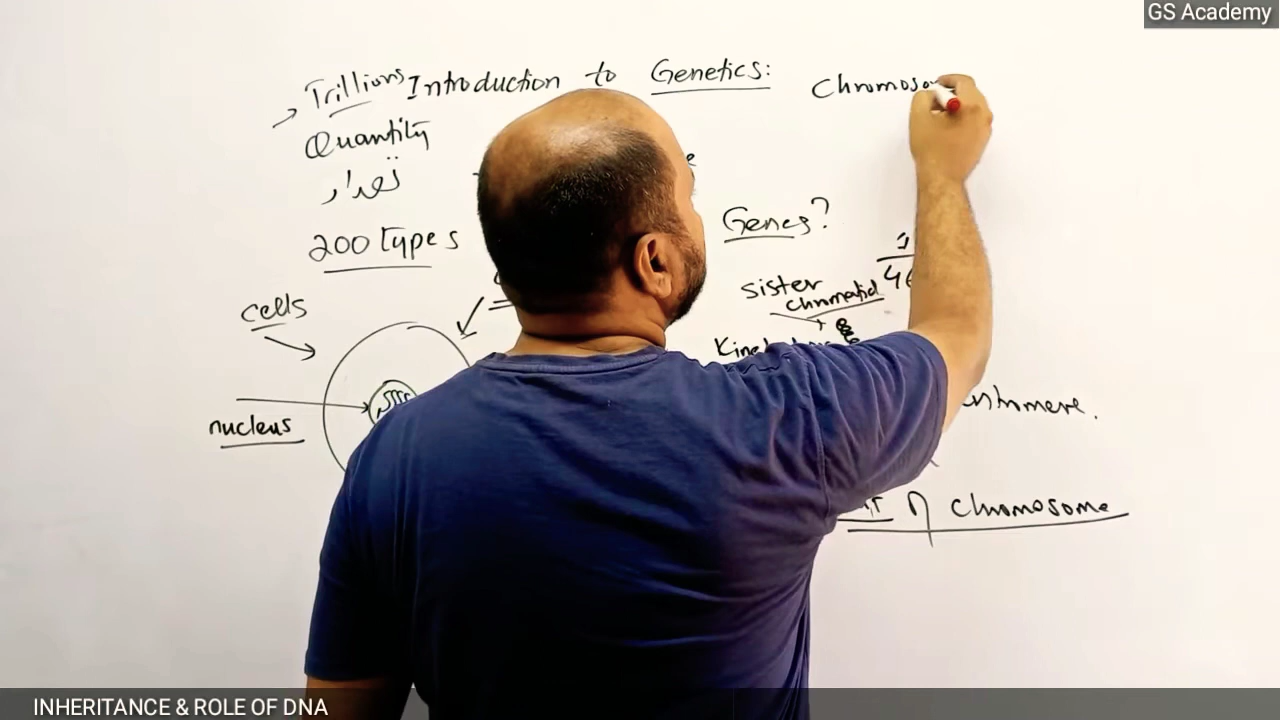 GS Academy
Trillions Introduction to Genetics:
Chromoso
Quantity
تعداد
Genes?
200 Types
sister
chromatid
cells
nucleus
chromosome
INHERITANCE & ROLE OF DNA